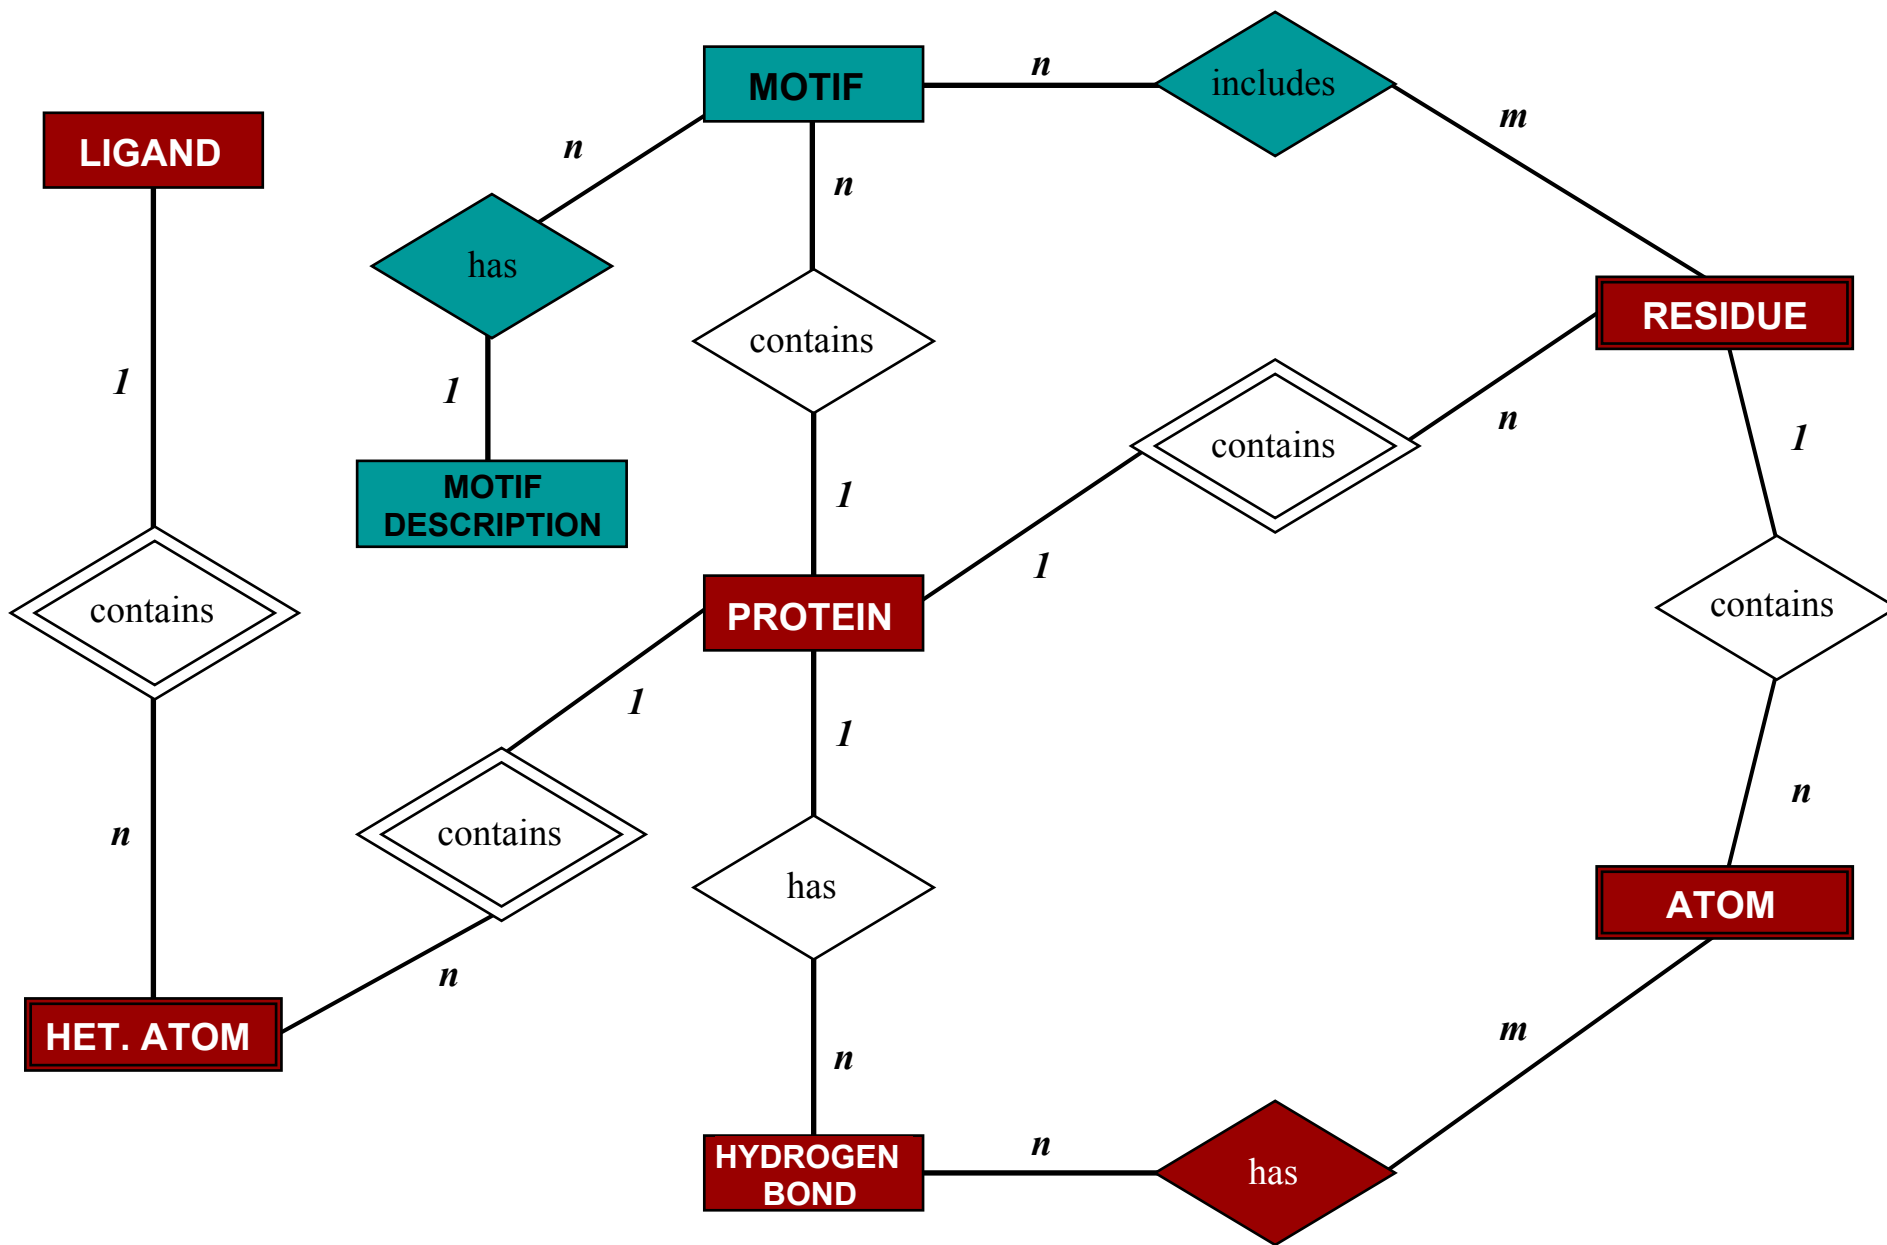 MOTIF
n
includes
m
LIGAND
n
n
has
contains
RESIDUE
1
1
MOTIF
DESCRIPTION
1
contains
n
1
contains
PROTEIN
1
contains
1
1
n
contains
n
has
n
ATOM
HET. ATOM
n
m
HYDROGEN
BOND
n
has